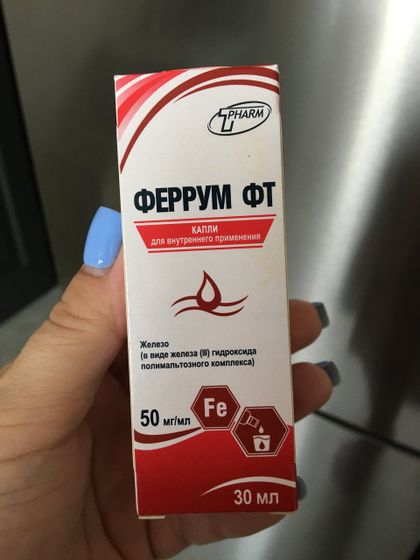 PHARM
ФЕРРУМ ФТ
КАПЛИ
для внутреннего применения
Железо
(в виде железа (III) гидроксида
полимальтозного комплекса)
50 мг/мл
Fe
30 мл